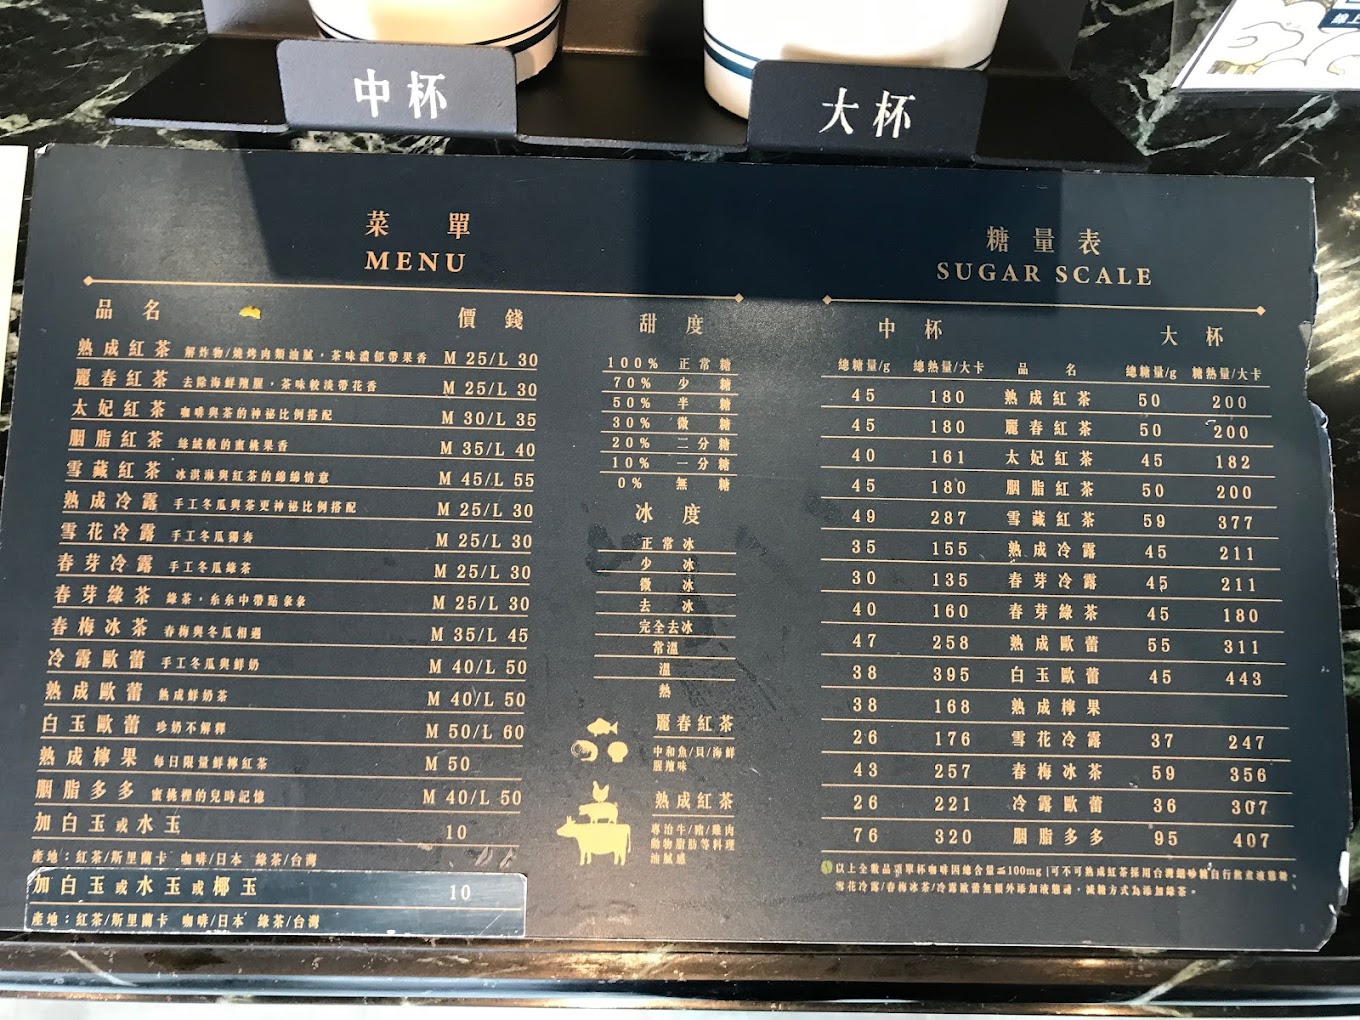 中杯
大杯
菜單
MENU
品名 價錢
熟成紅茶 解炸物/燒烤肉類油膩,茶味濃郁帶果香 M 25/L 30
麗春紅茶 去除海鮮羶腥,茶味較淡帶花香 M 25/L 30
太妃紅茶 咖啡與茶的神祕比例搭配 M 30/L 35
胭脂紅茶 絲絨般的蜜桃果香 M 35/L 40
雪藏紅茶 冰淇淋與紅茶的綿綿情意 M 45/L 55
熟成冷露 手工冬瓜與茶更神祕比例搭配 M 25/L 30
雪花冷露 手工冬瓜獨奏 M 25/L 30
春芽冷露 手工冬瓜綠茶 M 25/L 30
春芽綠茶 綠茶,糸糸中帶點彖彖 M 25/L 30
春梅冰茶 春梅與冬瓜相遇 M 35/L 45
冷露歐蕾 手工冬瓜與鮮奶 M 40/L 50
熟成歐蕾 熟成鮮奶茶 M 40/L 50
白玉歐蕾 珍奶不解釋 M 50/L 60
熟成檸果 每日限量鮮檸紅茶 M 50
胭脂多多 蜜桃裡的兒時記憶 M 40/L 50
加白玉或水玉 10
產地:紅茶/斯里蘭卡 咖啡/日本 綠茶/台灣
加白玉或水玉或椰玉 10
產地:紅茶/斯里蘭卡 咖啡/日本 綠茶/台灣
甜度
100% 正常糖
70% 少糖
50% 半糖
30% 微糖
20% 二分糖
10% 一分糖
0% 無糖
冰度
正常冰
少冰
微冰
去冰
完全去冰
常溫
溫
熱
麗春紅茶
中和魚/貝/海鮮
腥羶味
熟成紅茶
專治牛/豬/雞肉
動物脂肪等料理
油膩感
糖量表
SUGAR SCALE
中杯 大杯
總糖量/g 總熱量/大卡 品名 總糖量/g 糖熱量/大卡
45 180 熟成紅茶 50 200
45 180 麗春紅茶 50 200
40 161 太妃紅茶 45 182
45 180 胭脂紅茶 50 200
49 287 雪藏紅茶 59 377
35 155 熟成冷露 45 211
30 135 春芽冷露 45 211
40 160 春芽綠茶 45 180
47 258 熟成歐蕾 55 311
38 395 白玉歐蕾 45 443
38 168 熟成檸果
26 176 雪花冷露 37 247
43 257 春梅冰茶 59 356
26 221 冷露歐蕾 36 307
76 320 胭脂多多 95 407
以上全數品項單杯咖啡因總含量≦100mg |可不可熟成紅茶採用台灣糖自行熬煮液態糖,
雪花冷露/春梅冰茶/冷露歐蕾無額外添加液態糖,減糖方式為添加綠茶。